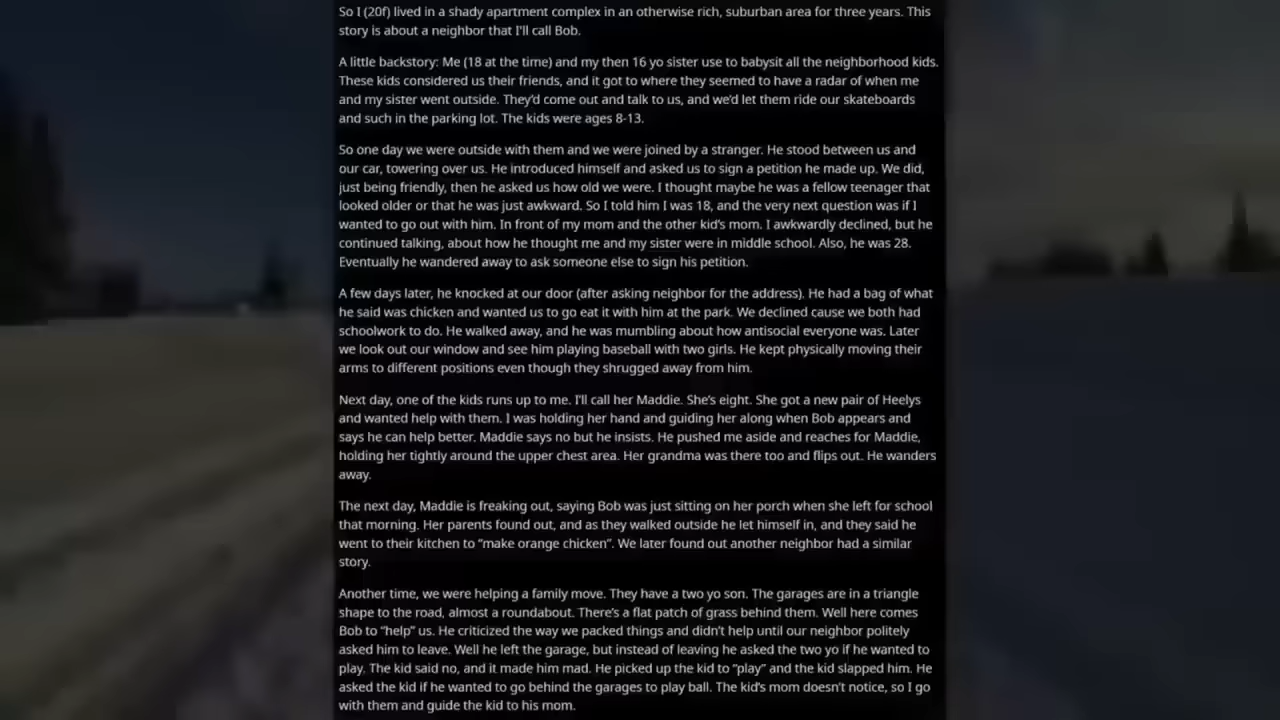 So I (20f) lived in a shady apartment complex in an otherwise rich, suburban area for three years. This
story is about a neighbor that I'll call Bob.
A little backstory: Me (18 at the time) and my then 16 yo sister use to babysit all the neighborhood kids.
These kids considered us their friends, and it got to where they seemed to have a radar of when me
and my sister went outside. They'd come out and talk to us, and we'd let them ride our skateboards
and such in the parking lot. The kids were ages 8-13.
So one day we were outside with them and we were joined by a stranger. He stood between us and
our car, towering over us. He introduced himself and asked us to sign a petition he made up. We did,
just being friendly, then he asked us how old we were. I thought maybe he was a fellow teenager that
looked older or that he was just awkward. So I told him I was 18, and the very next question was if I
wanted to go out with him. In front of my mom and the other kid's mom. I awkwardly declined, but he
continued talking, about how he thought me and my sister were in middle school. Also, he was 28.
Eventually he wandered away to ask someone else to sign his petition.
A few days later, he knocked at our door (after asking neighbor for the address). He had a bag of what
he said was chicken and wanted us to go eat it with him at the park. We declined cause we both had
schoolwork to do. He walked away, and he was mumbling about how antisocial everyone was. Later
we look out our window and see him playing baseball with two girls. He kept physically moving their
arms to different positions even though they shrugged away from him.
Next day, one of the kids runs up to me. I'll call her Maddie. She's eight. She got a new pair of Heelys
and wanted help with them. I was holding her hand and guiding her along when Bob appears and
says he can help better. Maddie says no but he insists. He pushed me aside and reaches for Maddie,
holding her tightly around the upper chest area. Her grandma was there too and flips out. He wanders
away.
The next day, Maddie is freaking out, saying Bob was just sitting on her porch when she left for school
that morning. Her parents found out, and as they walked outside he let himself in, and they said he
went to their kitchen to “make orange chicken”. We later found out another neighbor had a similar
story.
Another time, we were helping a family move. They have a two yo son. The garages are in a triangle
shape to the road, almost a roundabout. There's a flat patch of grass behind them. Well here comes
Bob to “help” us. He criticized the way we packed things and didn't help until our neighbor politely
asked him to leave. Well he left the garage, but instead of leaving he asked the two yo if he wanted to
play. The kid said no, and it made him mad. He picked up the kid to “play” and the kid slapped him. He
asked the kid if he wanted to go behind the garages to play ball. The kid's mom doesn't notice, so I go
with them and guide the kid to his mom.